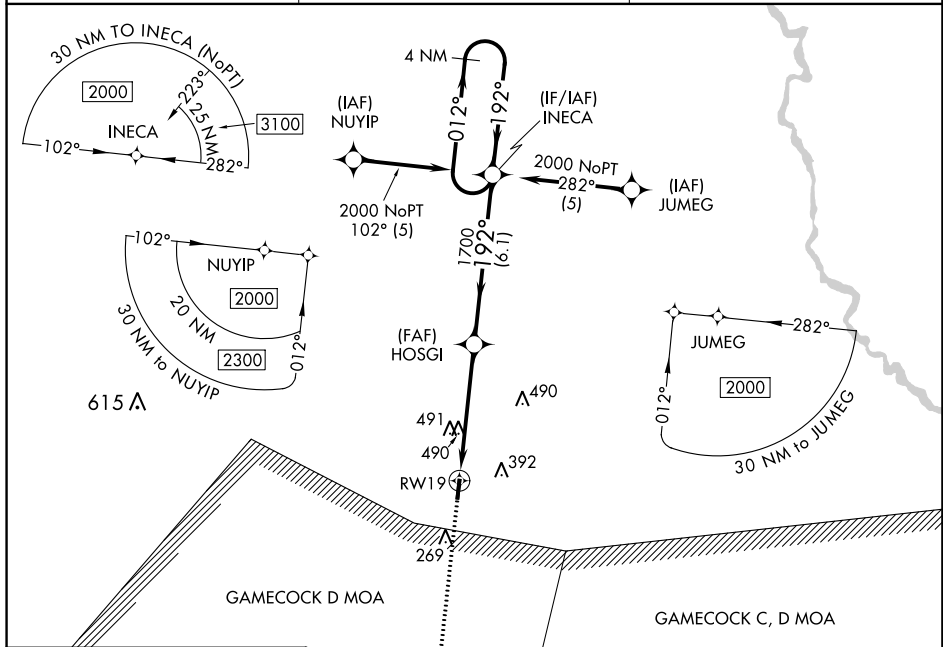 30 NM TO INECA (NoPT)
2000
223°
25 NM
3100
INECA
102°
282°
4 NM
012°
192°
(IAF)
NUYIP
(IF/IAF)
INECA
2000 NoPT
102° (5)
2000 NoPT
282°
(5)
(IAF)
JUMEG
1700
192°
(6.1)
102°
NUYIP
2000
20 NM
2300
30 NM to NUYIP
012°
(FAF)
HOSGI
282°
JUMEG
2000
012°
30 NM to JUMEG
615
490
491
490
392
RW19
269
GAMECOCK D MOA
GAMECOCK C, D MOA